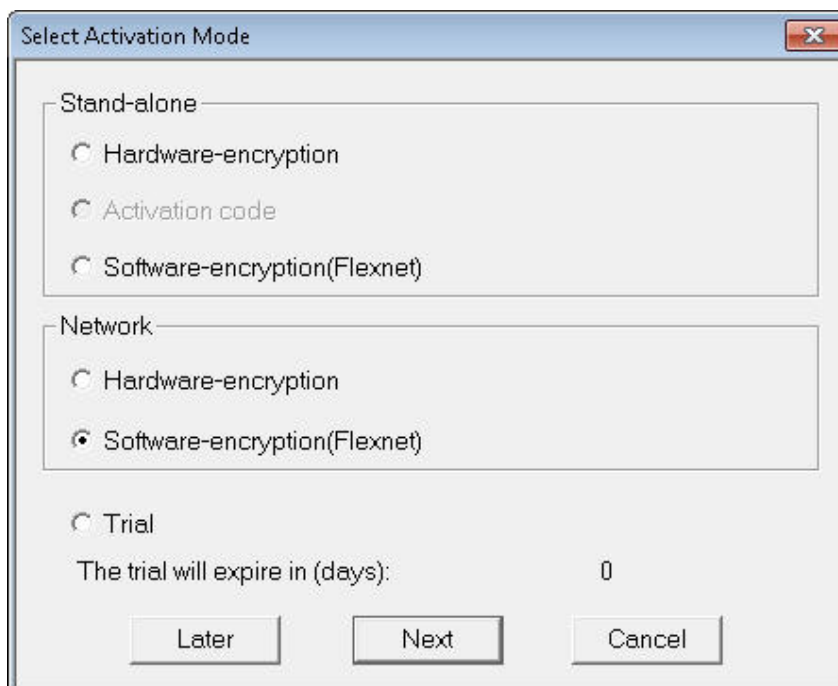 Select Activation Mode
Stand-alone
Hardware-encryption
Activation code
Software-encryption(Flexnet)
Network
Hardware-encryption
Software-encryption(Flexnet)
Trial
The trial will expire in (days): 0
Later Next Cancel